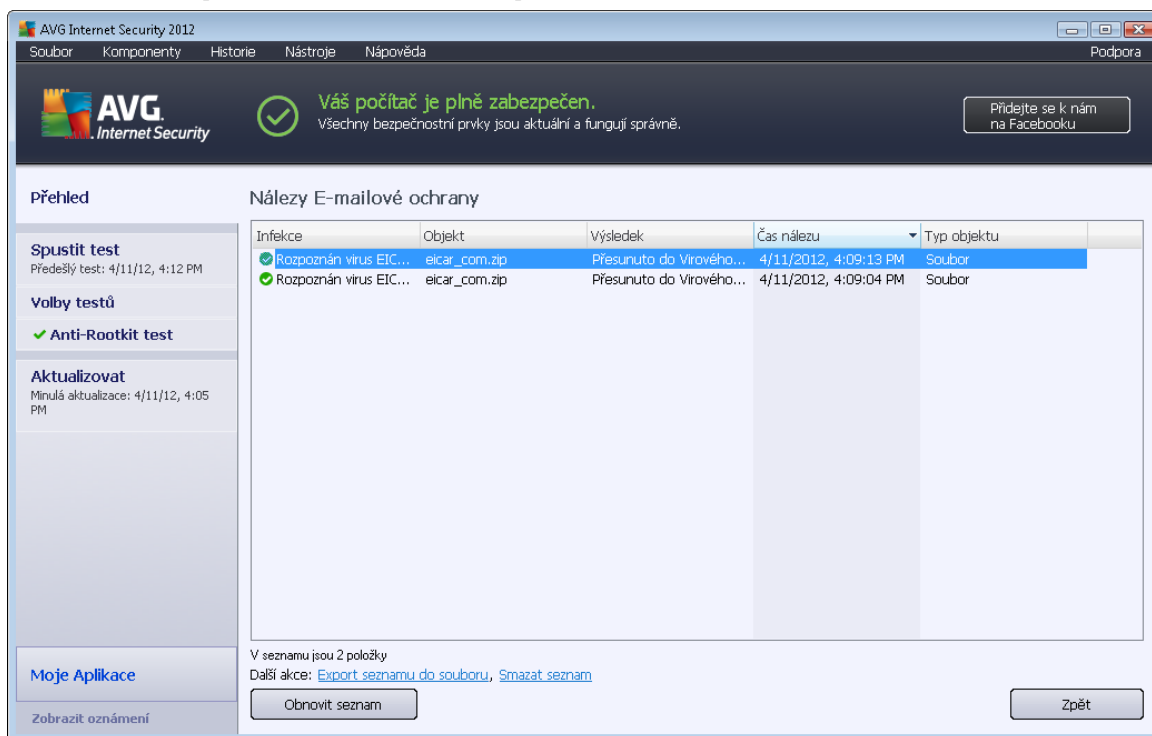 AVG Internet Security 2012
Soubor Komponenty Historie Nástroje Nápověda Podpora
AVG.
Internet Security
Váš počítač je plně zabezpečen.
Všechny bezpečnostní prvky jsou aktuální a fungují správně.
Přidejte se k nám
na Facebooku
Přehled
Spustit test
Předešlý test: 4/11/12, 4:12 PM
Volby testů
Anti-Rootkit test
Aktualizovat
Minulá aktualizace: 4/11/12, 4:05
PM
Moje Aplikace
Zobrazit oznámení
Nálezy E-mailové ochrany
Infekce Objekt Výsledek Čas nálezu Typ objektu
Rozpoznán virus EIC... eicar_com.zip Přesunuto do Virového... 4/11/2012, 4:09:13 PM Soubor
Rozpoznán virus EIC... eicar_com.zip Přesunuto do Virového... 4/11/2012, 4:09:04 PM Soubor
V seznamu jsou 2 položky
Další akce: Export seznamu do souboru, Smazat seznam
Obnovit seznam Zpět